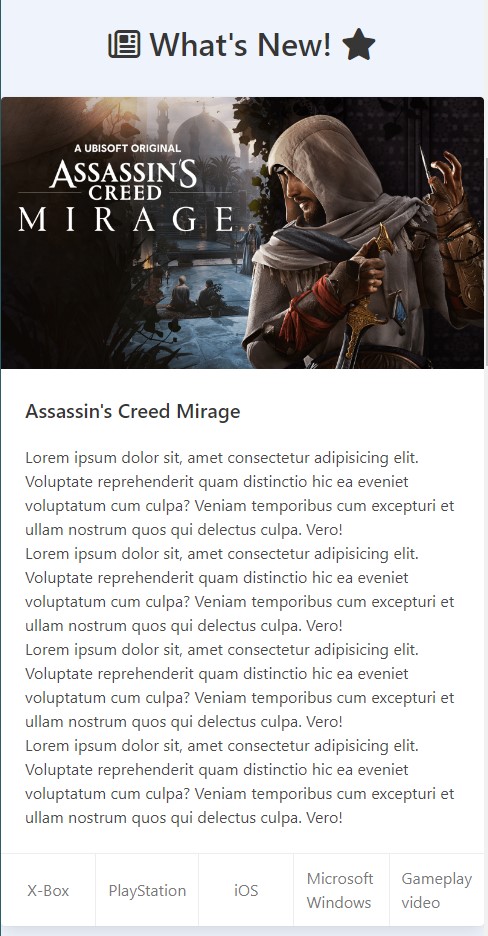 What's New!
A UBISOFT ORIGINAL
ASSASSIN'S
CREED
MIRAGE
Assassin's Creed Mirage
Lorem ipsum dolor sit, amet consectetur adipisicing elit.
Voluptate reprehenderit quam distinctio hic ea eveniet
voluptatum cum culpa? Veniam temporibus cum excepturi et
ullam nostrum quos qui delectus culpa. Vero!
Lorem ipsum dolor sit, amet consectetur adipisicing elit.
Voluptate reprehenderit quam distinctio hic ea eveniet
voluptatum cum culpa? Veniam temporibus cum excepturi et
ullam nostrum quos qui delectus culpa. Vero!
Lorem ipsum dolor sit, amet consectetur adipisicing elit.
Voluptate reprehenderit quam distinctio hic ea eveniet
voluptatum cum culpa? Veniam temporibus cum excepturi et
ullam nostrum quos qui delectus culpa. Vero!
Lorem ipsum dolor sit, amet consectetur adipisicing elit.
Voluptate reprehenderit quam distinctio hic ea eveniet
voluptatum cum culpa? Veniam temporibus cum excepturi et
ullam nostrum quos qui delectus culpa. Vero!
X-Box
PlayStation
iOS
Microsoft
Windows
Gameplay
video